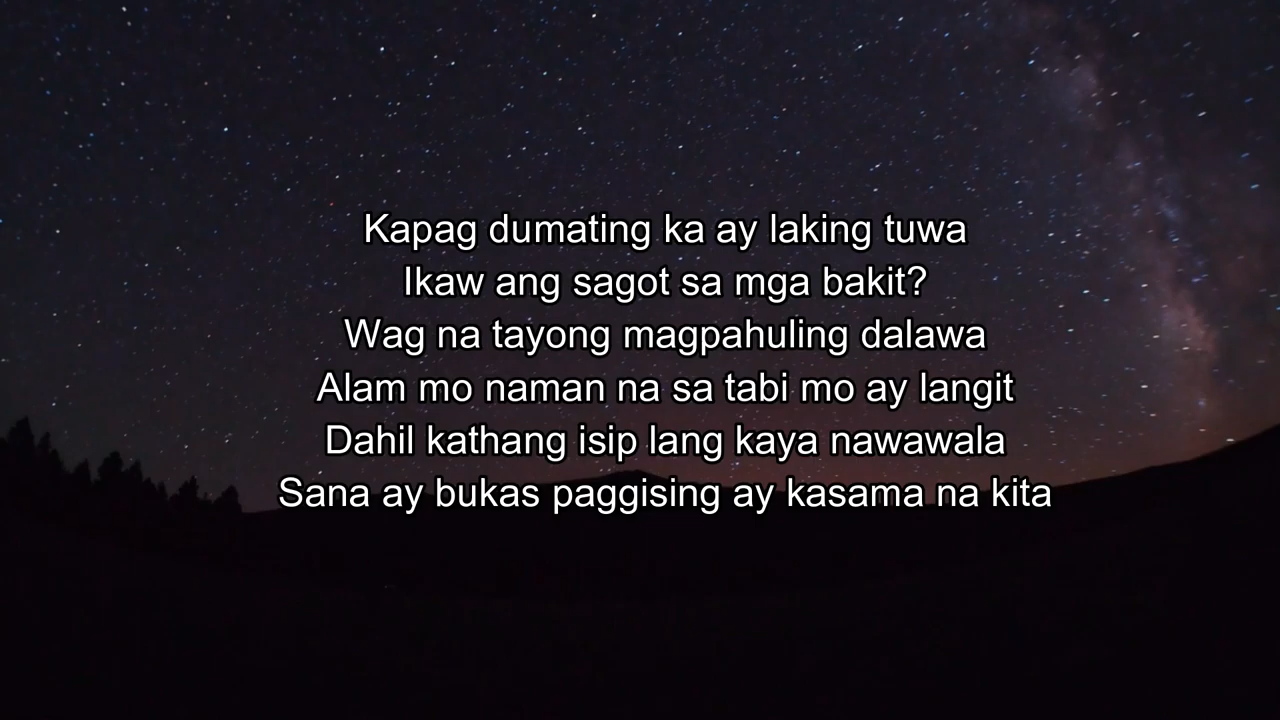 Kapag dumating ka ay laking tuwa
Ikaw ang sagot sa mga bakit?
Wag na tayong magpahuling dalawa
Alam mo naman na sa tabi mo ay langit
Dahil kathang isip lang kaya nawawala
Sana ay bukas paggising ay kasama na kita